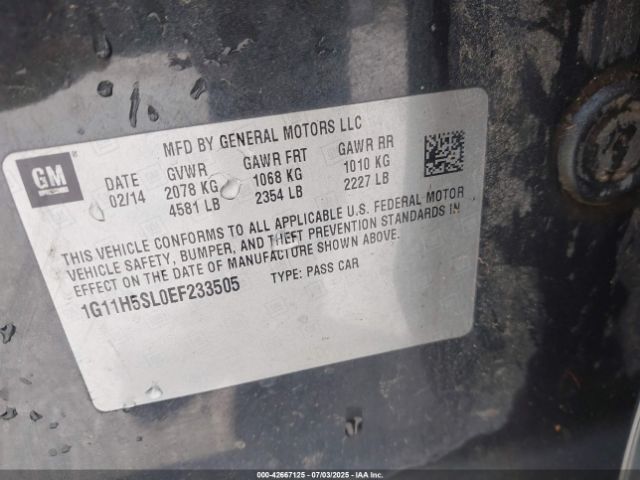 MFD BY GENERAL MOTORS LLC
GM
DATE GVWR GAWR FRT GAWR RR
02/14 2078 KG 1068 KG 1010 KG
4581 LB 2354 LB 2227 LB
THIS VEHICLE CONFORMS TO ALL APPLICABLE U.S. FEDERAL MOTOR
VEHICLE SAFETY, BUMPER, AND THEFT PREVENTION STANDARDS IN
EFFECT ON THE DATE OF MANUFACTURE SHOWN ABOVE.
1G11H5SL0EF233505 TYPE: PASS CAR
000-42667125 - 07/03/2025 - IAA Inc.